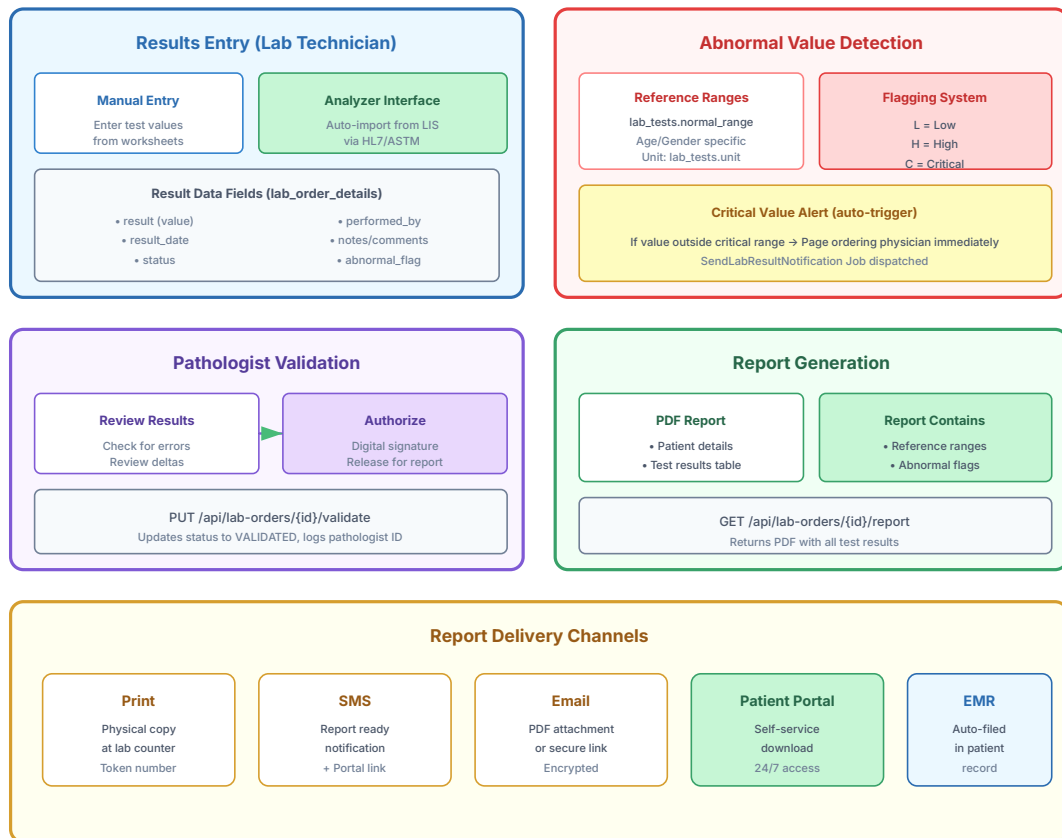 Results Entry (Lab Technician)
Manual Entry
Enter test values
from worksheets
Analyzer Interface
Auto-import from LIS
via HL7/ASTM
Result Data Fields (lab_order_details)
• result (value)
• performed_by
• result_date
• notes/comments
• status
• abnormal_flag
Abnormal Value Detection
Reference Ranges
lab_tests.normal_range
Age/Gender specific
Unit: lab_tests.unit
Flagging System
L = Low
H = High
C = Critical
Critical Value Alert (auto-trigger)
If value outside critical range → Page ordering physician immediately
SendLabResultNotification Job dispatched
Pathologist Validation
Review Results
Check for errors
Review deltas
Authorize
Digital signature
Release for report
PUT /api/lab-orders/{id}/validate
Updates status to VALIDATED, logs pathologist ID
Report Generation
PDF Report
• Patient details
• Test results table
Report Contains
• Reference ranges
• Abnormal flags
GET /api/lab-orders/{id}/report
Returns PDF with all test results
Report Delivery Channels
Print
Physical copy
at lab counter
Token number
SMS
Report ready
notification
+ Portal link
Email
PDF attachment
or secure link
Encrypted
Patient Portal
Self-service
download
24/7 access
EMR
Auto-filed
in patient
record